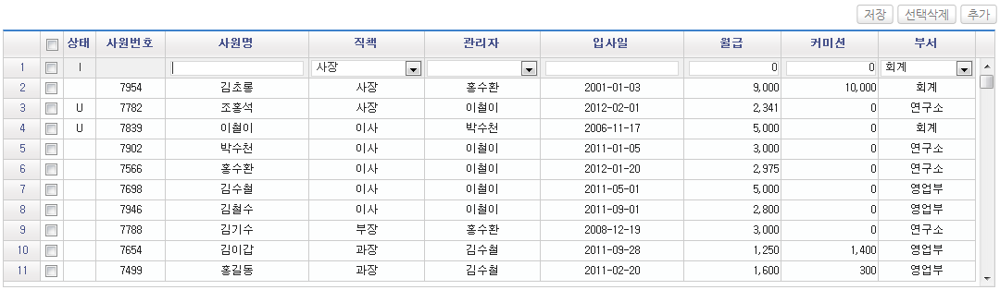 저장 선택삭제 추가
상태 사원번호 사원명 직책 관리자 입사일 월급 커미션 부서
1 I 사장 0 0 회계
2 7954 김초롱 사장 홍수환 2001-01-03 9,000 10,000 회계
3 U 7782 조홍석 사장 이철이 2012-02-01 2,341 0 연구소
4 U 7839 이철이 이사 박수천 2006-11-17 5,000 0 회계
5 7902 박수천 이사 이철이 2011-01-05 3,000 0 연구소
6 7566 홍수환 이사 이철이 2012-01-20 2,975 0 연구소
7 7698 김수철 이사 이철이 2011-05-01 5,000 0 영업부
8 7946 김철수 이사 이철이 2011-09-01 2,800 0 영업부
9 7788 김기수 부장 홍수환 2008-12-19 3,000 0 연구소
10 7654 김이갑 과장 김수철 2011-09-28 1,250 1,400 영업부
11 7499 홍길동 과장 김수철 2011-02-20 1,600 300 영업부